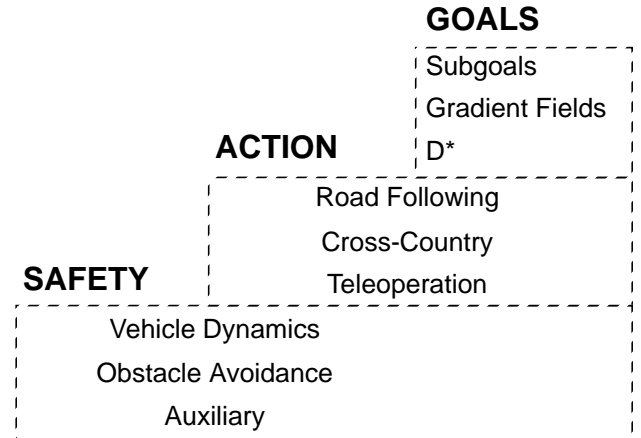 GOALS
Subgoals
Gradient Fields
D*
ACTION
Road Following
Cross-Country
Teleoperation
SAFETY
Vehicle Dynamics
Obstacle Avoidance
Auxiliary